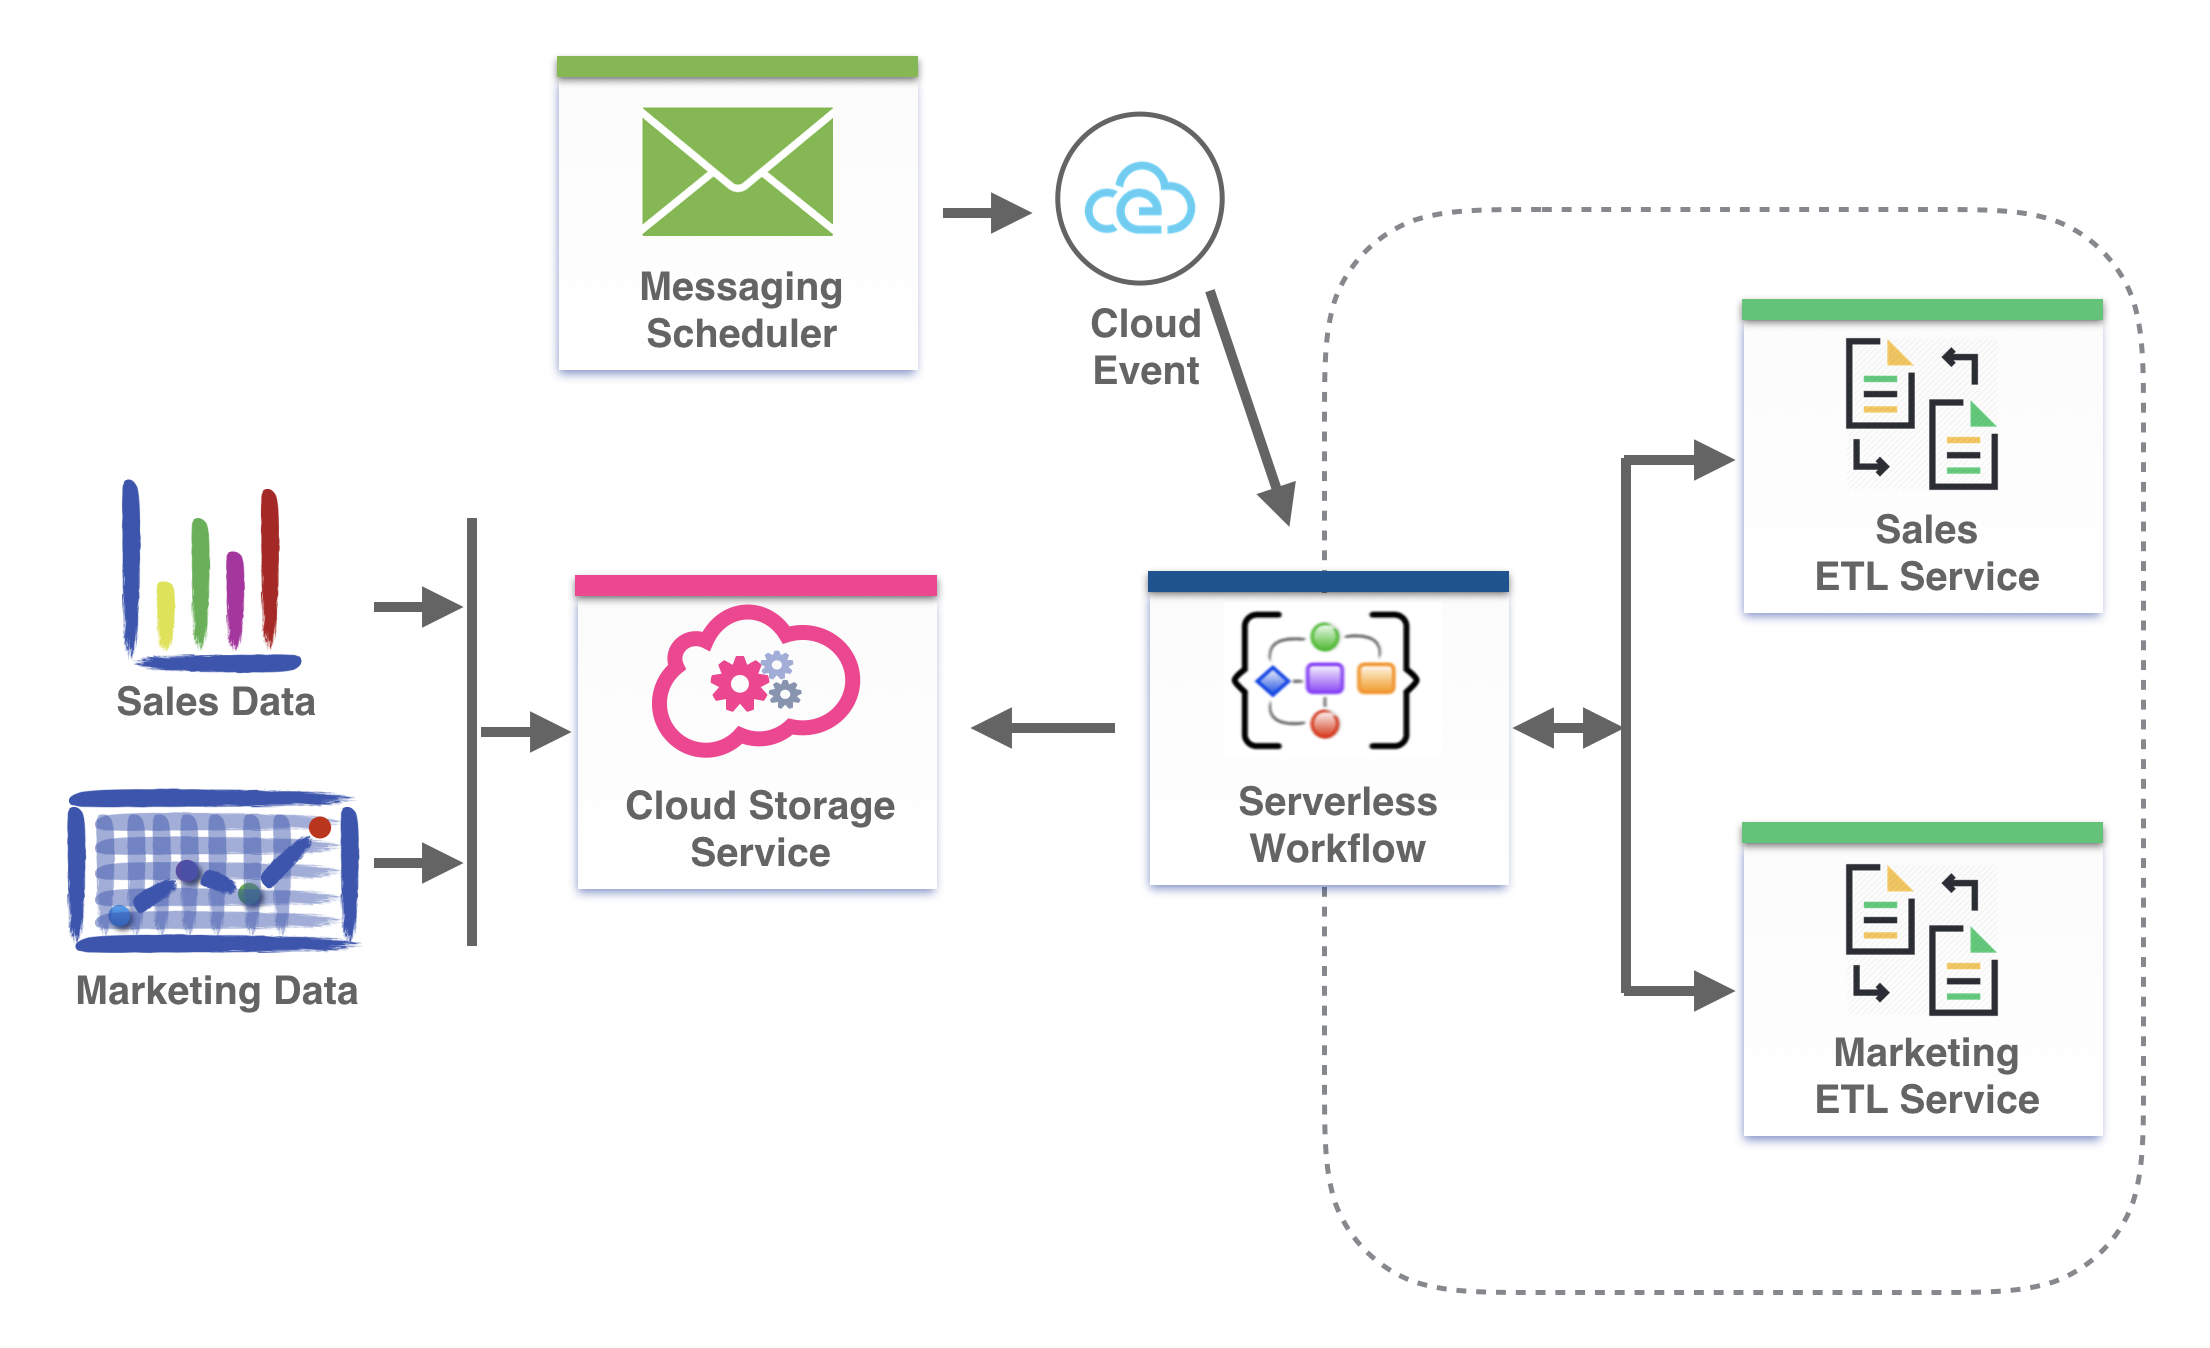 Messaging
Scheduler
Cloud
Event
Sales Data
Marketing Data
Cloud Storage
Service
Serverless
Workflow
Sales
ETL Service
Marketing
ETL Service